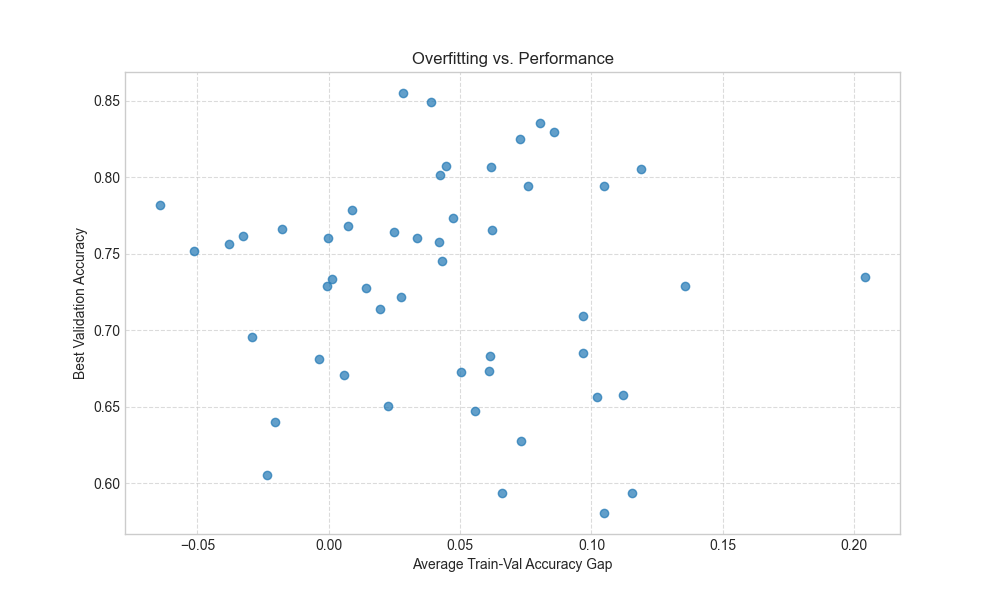 Overfitting vs. Performance
0.85
0.80
0.75
0.70
0.65
0.60
Best Validation Accuracy
−0.05 0.00 0.05 0.10 0.15 0.20
Average Train-Val Accuracy Gap